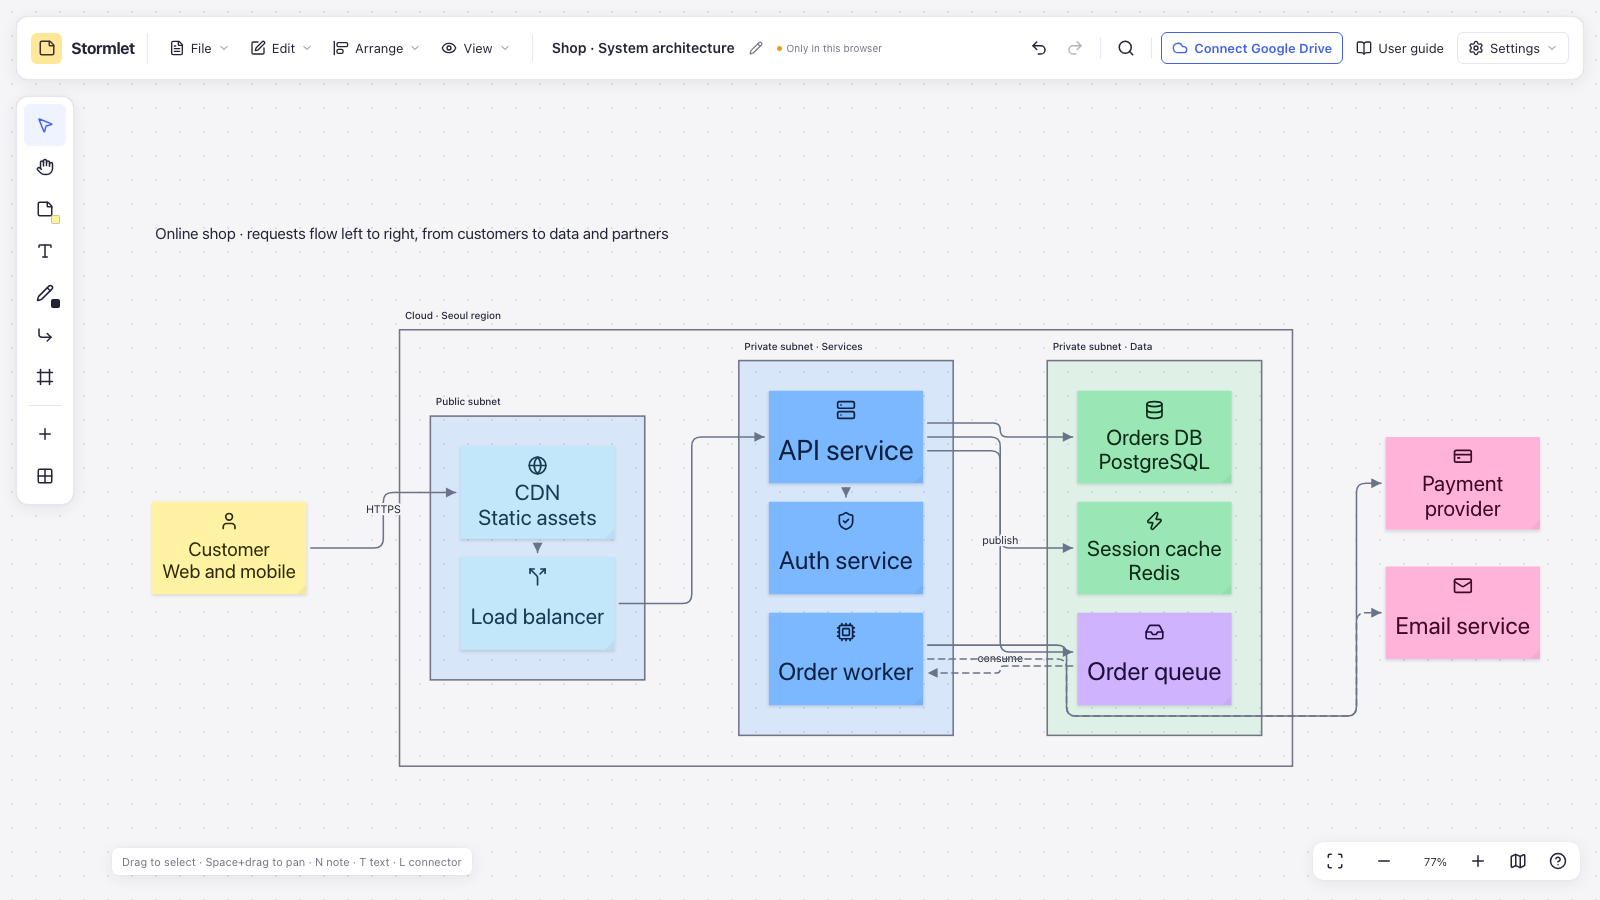 Stormlet
File
Edit
Arrange
View
Shop · System architecture
Only in this browser
Connect Google Drive
User guide
Settings
Online shop · requests flow left to right, from customers to data and partners
Cloud · Seoul region
Private subnet · Services
Private subnet · Data
Public subnet
API service
Orders DB
PostgreSQL
CDN
Static assets
Payment
provider
HTTPS
publish
Customer
Web and mobile
Auth service
Session cache
Redis
Load balancer
Email service
consume
Order worker
Order queue
Drag to select · Space+drag to pan · N note · T text · L connector
77%